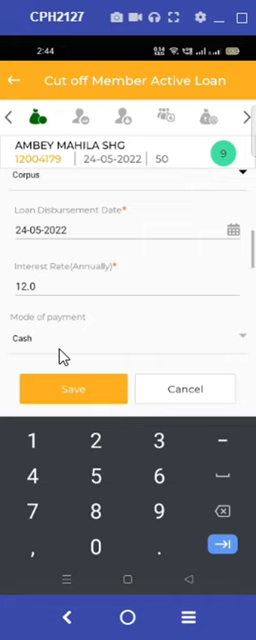 CPH2127
2:44
Cut off Member Active Loan
AMBEY MAHILA SHG
12004179 | 24-05-2022 | 50
9
Corpus
Loan Disbursement Date*
24-05-2022
Interest Rate(Annually)*
12.0
Mode of payment
Cash
Save Cancel
1 2 3 -
4 5 6
7 8 9
, 0 .